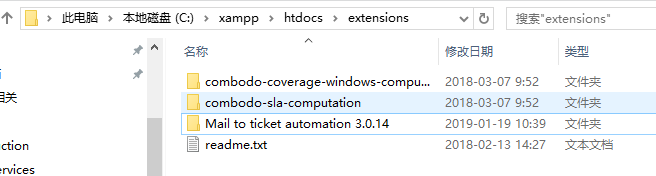 此电脑 > 本地磁盘 (C:) > xampp > htdocs > extensions
搜索"extensions"
名称 修改日期 类型
combodo-coverage-windows-compu... 2018-03-07 9:52 文件夹
相关
combodo-sla-computation 2018-03-07 9:52 文件夹
Mail to ticket automation 3.0.14 2019-01-19 10:39 文件夹
ction
readme.txt 2018-02-13 14:27 文本文档
ervices